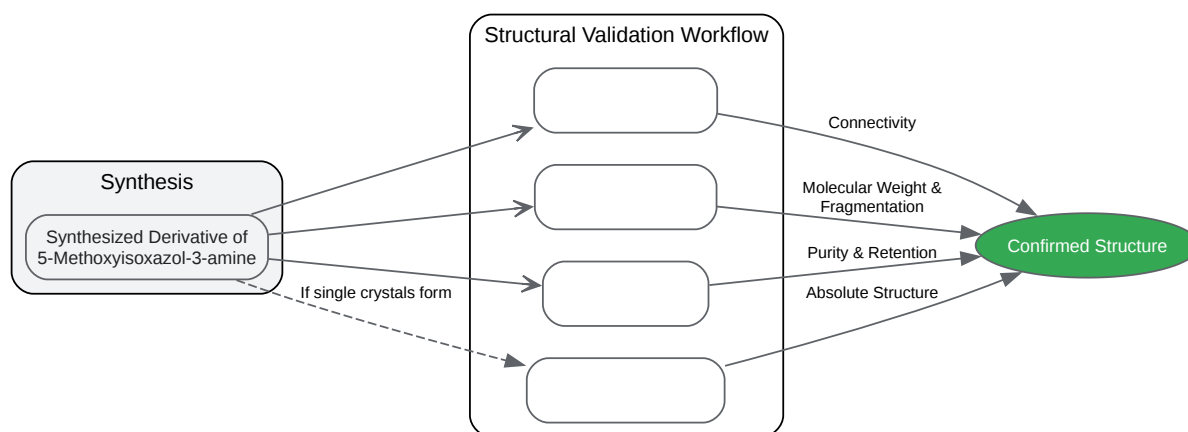 Structural Validation Workflow
Connectivity
Synthesis
Molecular Weight &
Fragmentation
Synthesized Derivative of
5-Methoxyisoxazol-3-amine
Confirmed Structure
Purity & Retention
If single crystals form
Absolute Structure